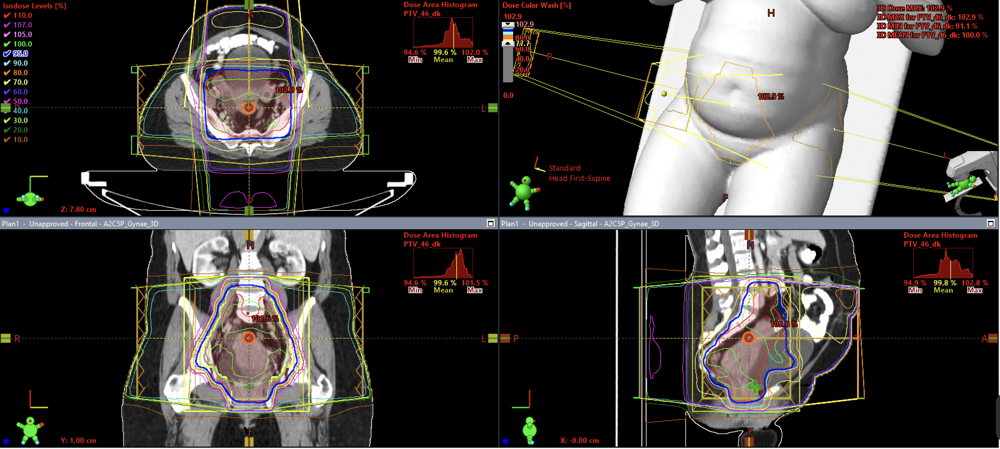 Isodose Levels [%]
110.0
107.0
105.0
100.0
95.0
90.0
80.0
70.0
60.0
50.0
40.0
30.0
20.0
10.0
A
Dose Area Histogram
PTV_46_dk
94.6 % 99.6 % 102.0 %
Min Mean Max
102.0 %
L
P
Z: 7.80 cm
Dose Color Wash [%]
102.9
102.9
80.0
77.7
60.0
40.0
20.0
0.0
H
R
3D Dose MAX: 102.9 %
3D MAX for PTV_46_dk: 102.9 %
3D MIN for PTV_46_dk: 91.1 %
3D MEAN for PTV_46_dk: 100.0 %
102.9 %
L
Standard
Head First-Supine
F
Plan1 - Unapproved - Frontal - A2C5P_Gynae_3D
H
Dose Area Histogram
PTV_46_dk
94.6 % 99.6 % 101.5 %
Min Mean Max
101.6 %
R
L
F
Y: 1.00 cm
Plan1 - Unapproved - Sagittal - A2C5P_Gynae_3D
H
Dose Area Histogram
PTV_46_dk
94.9 % 99.8 % 102.8 %
Min Mean Max
102.8 %
P
A
F
X: -0.00 cm